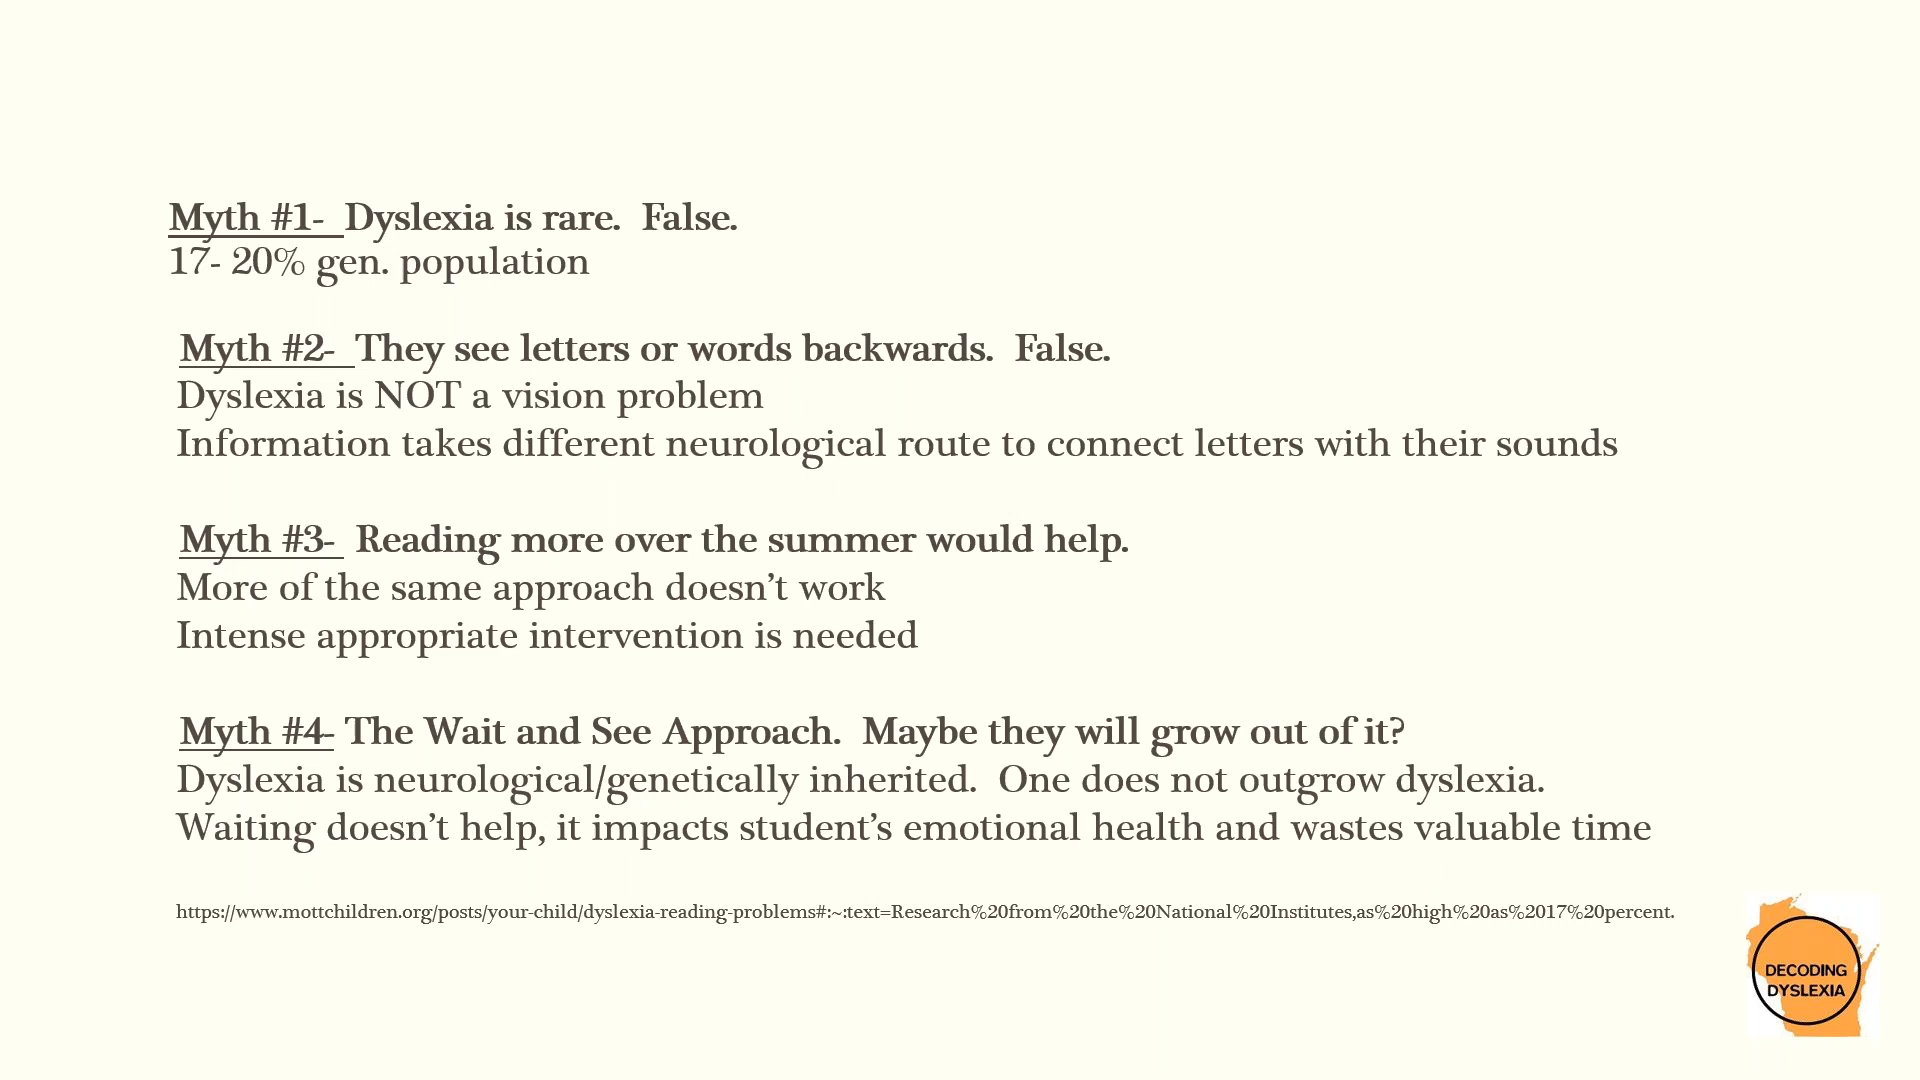 Myth #1- Dyslexia is rare. False.
17- 20% gen. population
Myth #2- They see letters or words backwards. False.
Dyslexia is NOT a vision problem
Information takes different neurological route to connect letters with their sounds
Myth #3- Reading more over the summer would help.
More of the same approach doesn’t work
Intense appropriate intervention is needed
Myth #4- The Wait and See Approach. Maybe they will grow out of it?
Dyslexia is neurological/genetically inherited. One does not outgrow dyslexia.
Waiting doesn’t help, it impacts student’s emotional health and wastes valuable time
https://www.mottchildren.org/posts/your-child/dyslexia-reading-problems#:~:text=Research%20from%20the%20National%20Institutes,as%20high%20as%2017%20percent.
DECODING
DYSLEXIA